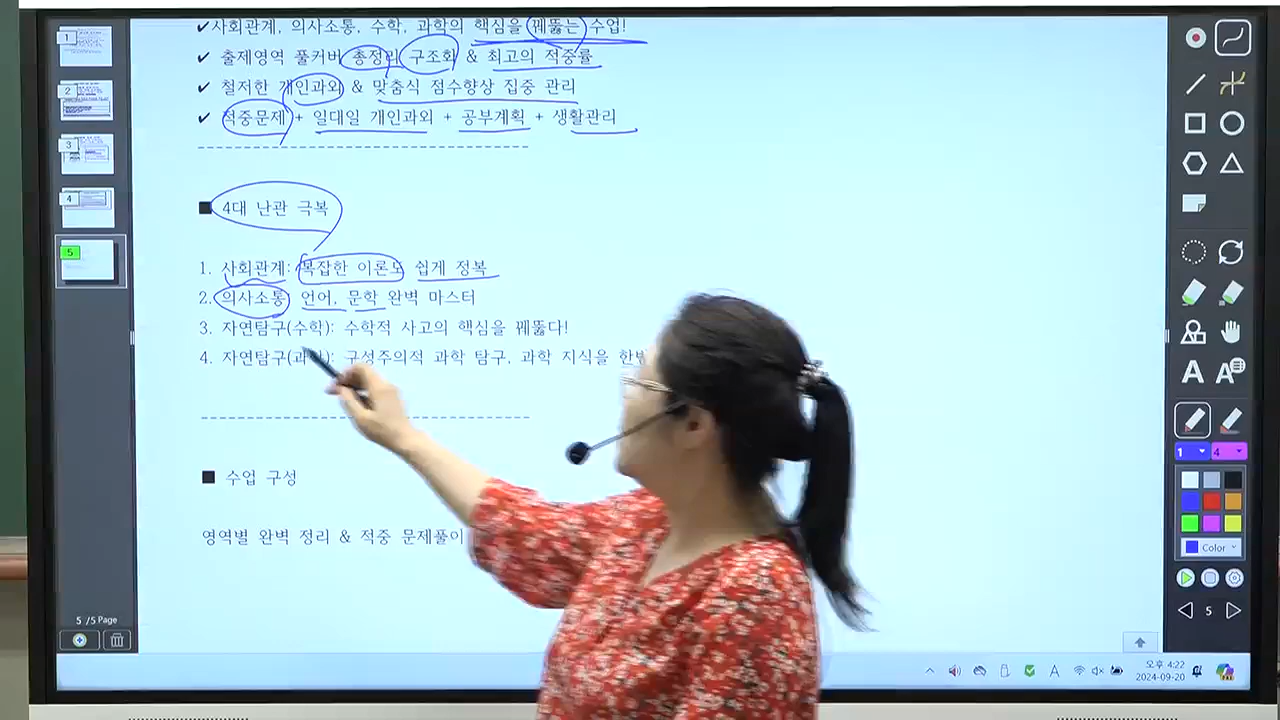 ✔사회관계, 의사소통, 수학, 과학의 핵심을 꿰뚫는 수업!
✔ 출제영역 풀커버 총정리 구조화 & 최고의 적중률
✔ 철저한 개인과외 & 맞춤식 점수향상 집중 관리
✔ 적중문제 + 일대일 개인과외 + 공부계획 + 생활관리
■ 4대 난관 극복
1. 사회관계: 복잡한 이론도 쉽게 정복
2. 의사소통 언어, 문학 완벽 마스터
3. 자연탐구(수학): 수학적 사고의 핵심을 꿰뚫다!
4. 자연탐구(과학): 구성주의적 과학 탐구, 과학 지식을
■ 수업 구성
영역별 완벽 정리 & 적중 문제풀이
1
2
3
4
5
5 /5 Page
A A
1 4
Color
5
A
오후 4:22
2024-09-20